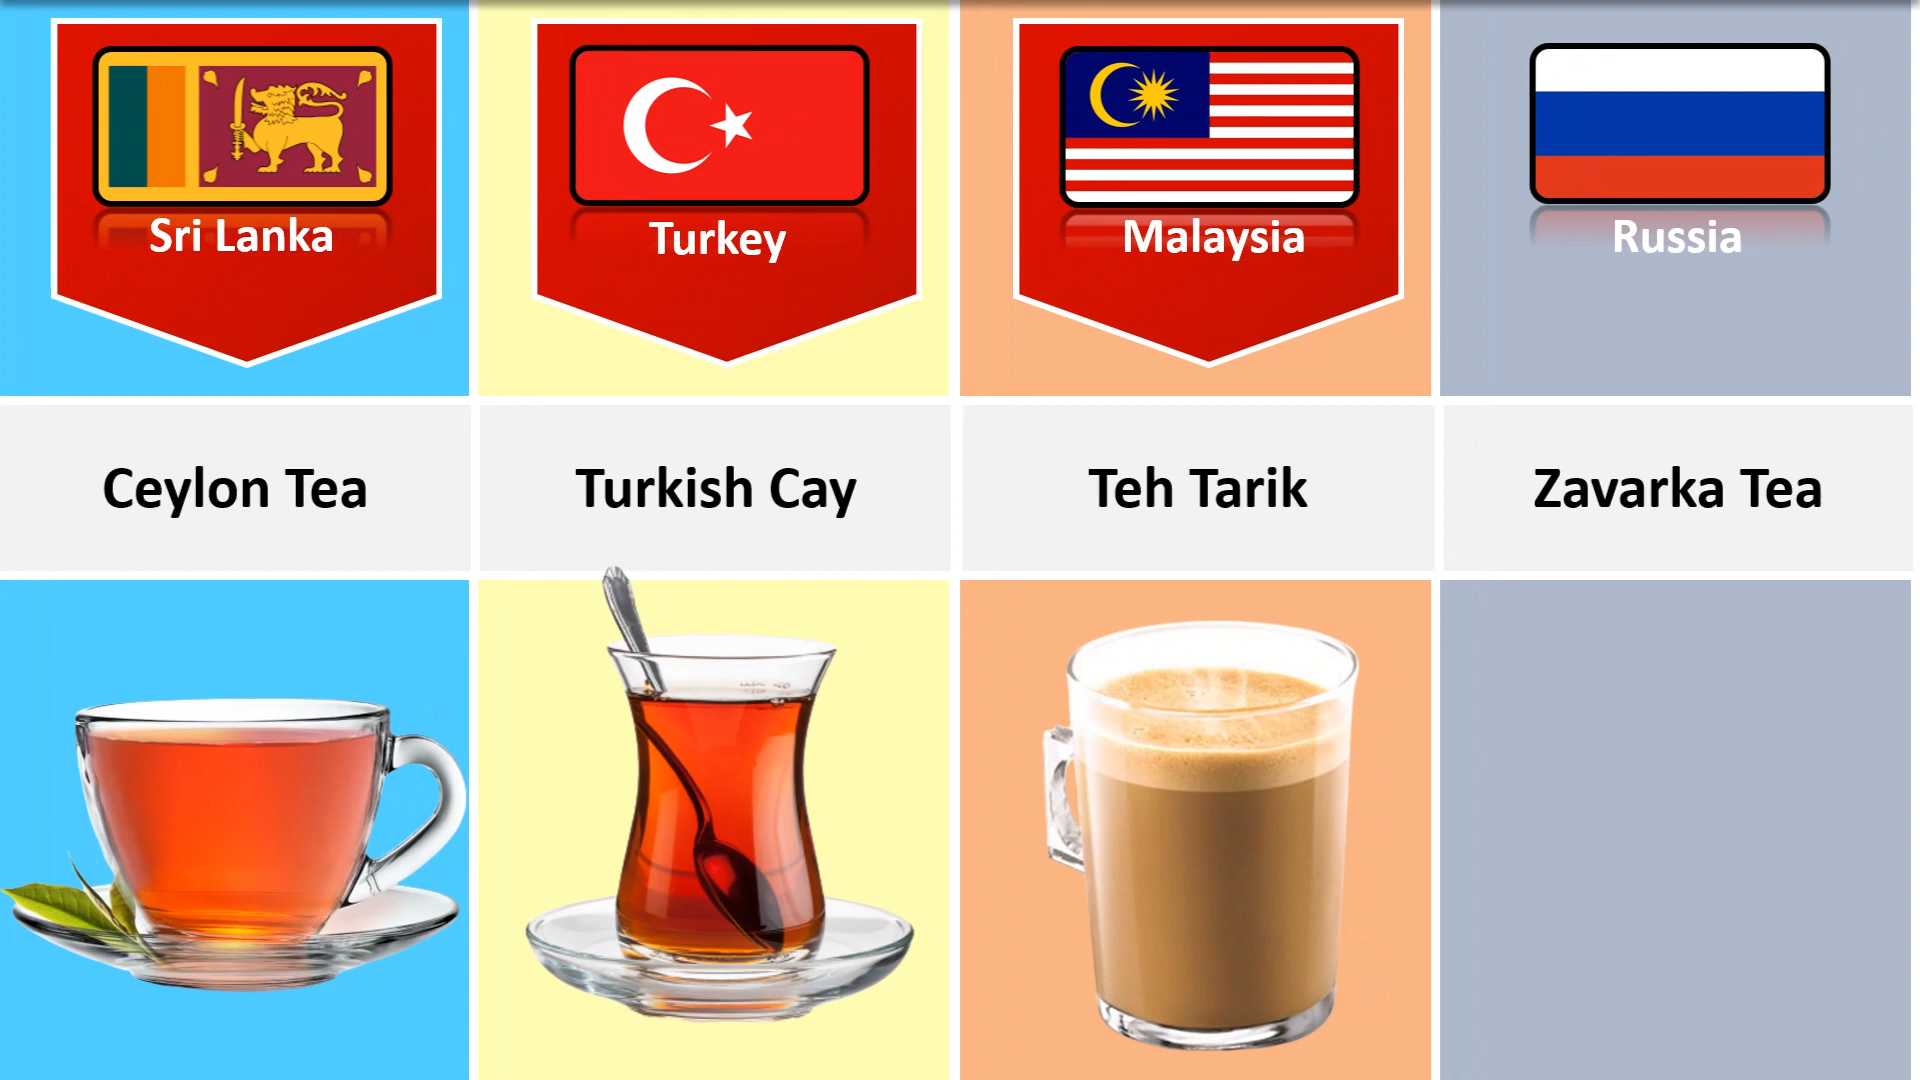 Sri Lanka
Turkey
Malaysia
Russia
Ceylon Tea
Turkish Cay
Teh Tarik
Zavarka Tea